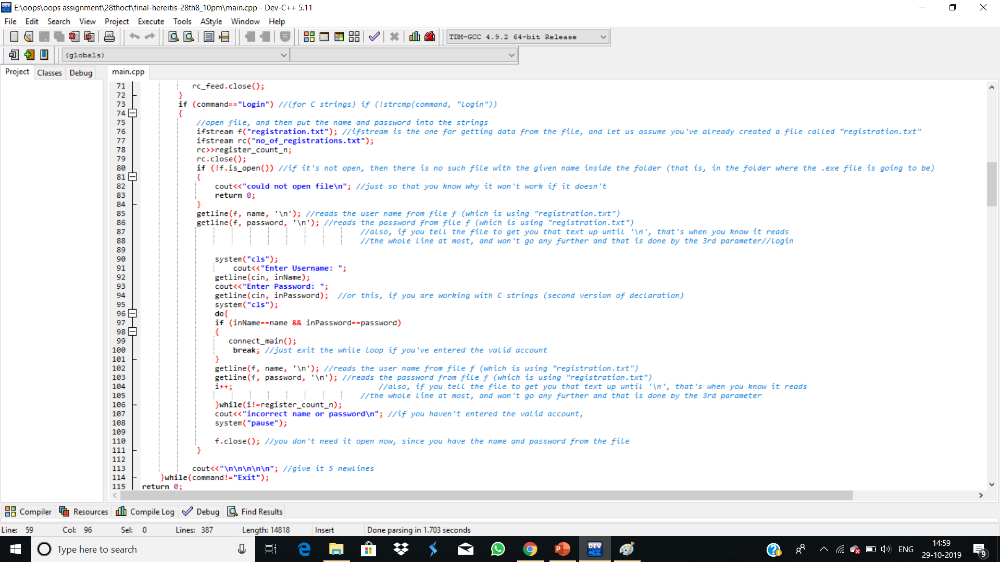 E:\oops\oops assignment\28thoct\final-hereitis-28th8_10pm\main.cpp - Dev-C++ 5.11
File Edit Search View Project Execute Tools AStyle Window Help
TDM-GCC 4.9.2 64-bit Release
(globals)
Project Classes Debug main.cpp
71 rc_feed.close();
72 }
73 if (command=="Login") //(for C strings) if (!strcmp(command, "login"))
74 {
75 //open file, and then put the name and password into the strings
76 ifstream f("registration.txt"); //ifstream is the one for getting data from the file, and let us assume you've already created a file called "registration.txt"
77 ifstream rc("no_of_registrations.txt");
78 rc>>register_count_n;
79 rc.close();
80 if (!f.is_open()) //if it's not open, then there is no such file with the given name inside the folder (that is, in the folder where the .exe file is going to be)
81 {
82 cout<<"could not open file\n"; //just so that you know why it won't work if it doesn't
83 return 0;
84 }
85 getline(f, name, '\n'); //reads the user name from file f (which is using "registration.txt")
86 getline(f, password, '\n'); //reads the password from file f (which is using "registration.txt")
87 //also, if you tell the file to get you that text up until '\n', that's when you know it reads
88 //the whole line at most, and won't go any further and that is done by the 3rd parameter//login
89
90 system("cls");
91 cout<<"Enter Username: ";
92 getline(cin, inName);
93 cout<<"Enter Password: ";
94 getline(cin, inPassword); //or this, if you are working with C strings (second version of declaration)
95 system("cls");
96 do{
97 if (inName==name && inPassword==password)
98 {
99 connect_main();
100 break; //just exit the while loop if you've entered the valid account
101 }
102 getline(f, name, '\n'); //reads the user name from file f (which is using "registration.txt")
103 getline(f, password, '\n'); //reads the password from file f (which is using "registration.txt")
104 i++; //also, if you tell the file to get you that text up until '\n', that's when you know it reads
105 //the whole line at most, and won't go any further and that is done by the 3rd parameter
106 }while(i!=register_count_n);
107 cout<<"incorrect name or password\n"; //if you haven't entered the valid account,
108 system("pause");
109
110 f.close(); //you don't need it open now, since you have the name and password from the file
111 }
112
113 cout<<"\n\n\n\n\n"; //give it 5 newlines
114 }while(command!="Exit");
115 return 0;
Compiler Resources Compile Log Debug Find Results
Line: 59 Col: 96 Sel: 0 Lines: 387 Length: 14818 Insert Done parsing in 1.703 seconds
Type here to search
DEV C++
ENG
14:59
29-10-2019
9